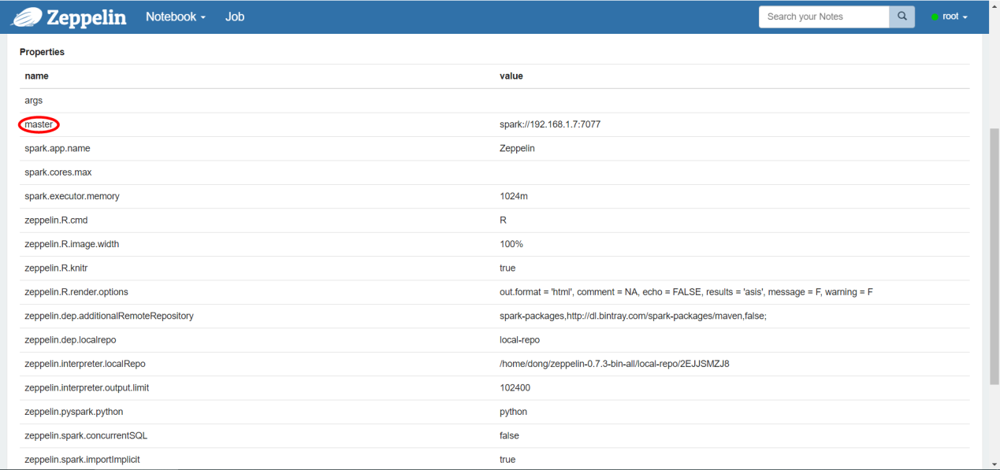 Zeppelin Notebook Job Search your Notes root
Properties
name value
args
master spark://192.168.1.7:7077
spark.app.name Zeppelin
spark.cores.max
spark.executor.memory 1024m
zeppelin.R.cmd R
zeppelin.R.image.width 100%
zeppelin.R.knitr true
zeppelin.R.render.options out.format = 'html', comment = NA, echo = FALSE, results = 'asis', message = F, warning = F
zeppelin.dep.additionalRemoteRepository spark-packages,http://dl.bintray.com/spark-packages/maven,false;
zeppelin.dep.localrepo local-repo
zeppelin.interpreter.localRepo /home/dong/zeppelin-0.7.3-bin-all/local-repo/2EJJSMZJ8
zeppelin.interpreter.output.limit 102400
zeppelin.pyspark.python python
zeppelin.spark.concurrentSQL false
zeppelin.spark.importImplicit true